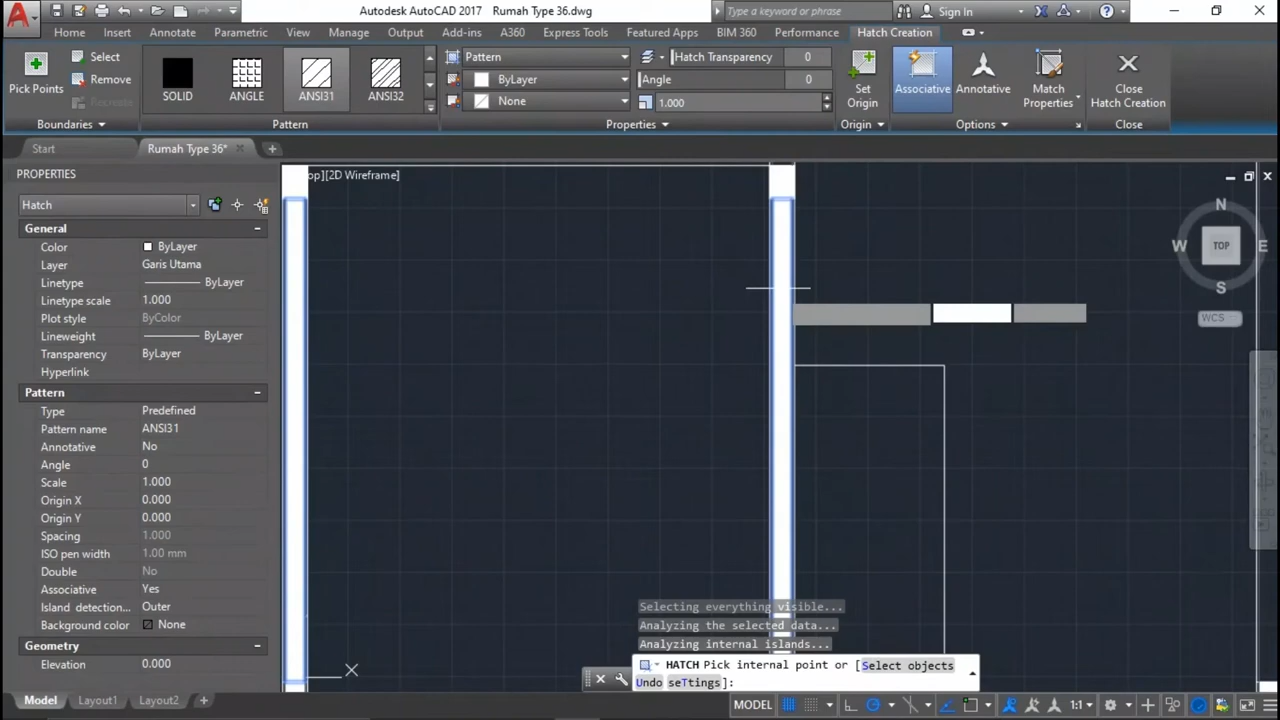 Autodesk AutoCAD 2017 Rumah Type 36.dwg
Type a keyword or phrase
Sign In
Home Insert Annotate Parametric View Manage Output Add-ins A360 Express Tools Featured Apps BIM 360 Performance Hatch Creation
Pick Points
Select
Remove
Recreate
Boundaries
SOLID
ANGLE
ANSI31
ANSI32
Pattern
Pattern
ByLayer
None
Hatch Transparency 0
Angle 0
1.000
Properties
Set
Origin
Origin
Associative
Annotative
Match
Properties
Options
Close
Hatch Creation
Close
Start
Rumah Type 36*
PROPERTIES
Hatch
General
Color ByLayer
Layer Garis Utama
Linetype ByLayer
Linetype scale 1.000
Plot style ByColor
Lineweight ByLayer
Transparency ByLayer
Hyperlink
Pattern
Type Predefined
Pattern name ANSI31
Annotative No
Angle 0
Scale 1.000
Origin X 0.000
Origin Y 0.000
Spacing 1.000
ISO pen width 1.00 mm
Double No
Associative Yes
Island detection... Outer
Background color None
Geometry
Elevation 0.000
op][2D Wireframe]
N
W TOP E
S
WCS
Selecting everything visible...
Analyzing the selected data...
Analyzing internal islands...
HATCH Pick internal point or [Select objects
Undo seTtings]:
Model Layout1 Layout2
MODEL
1:1